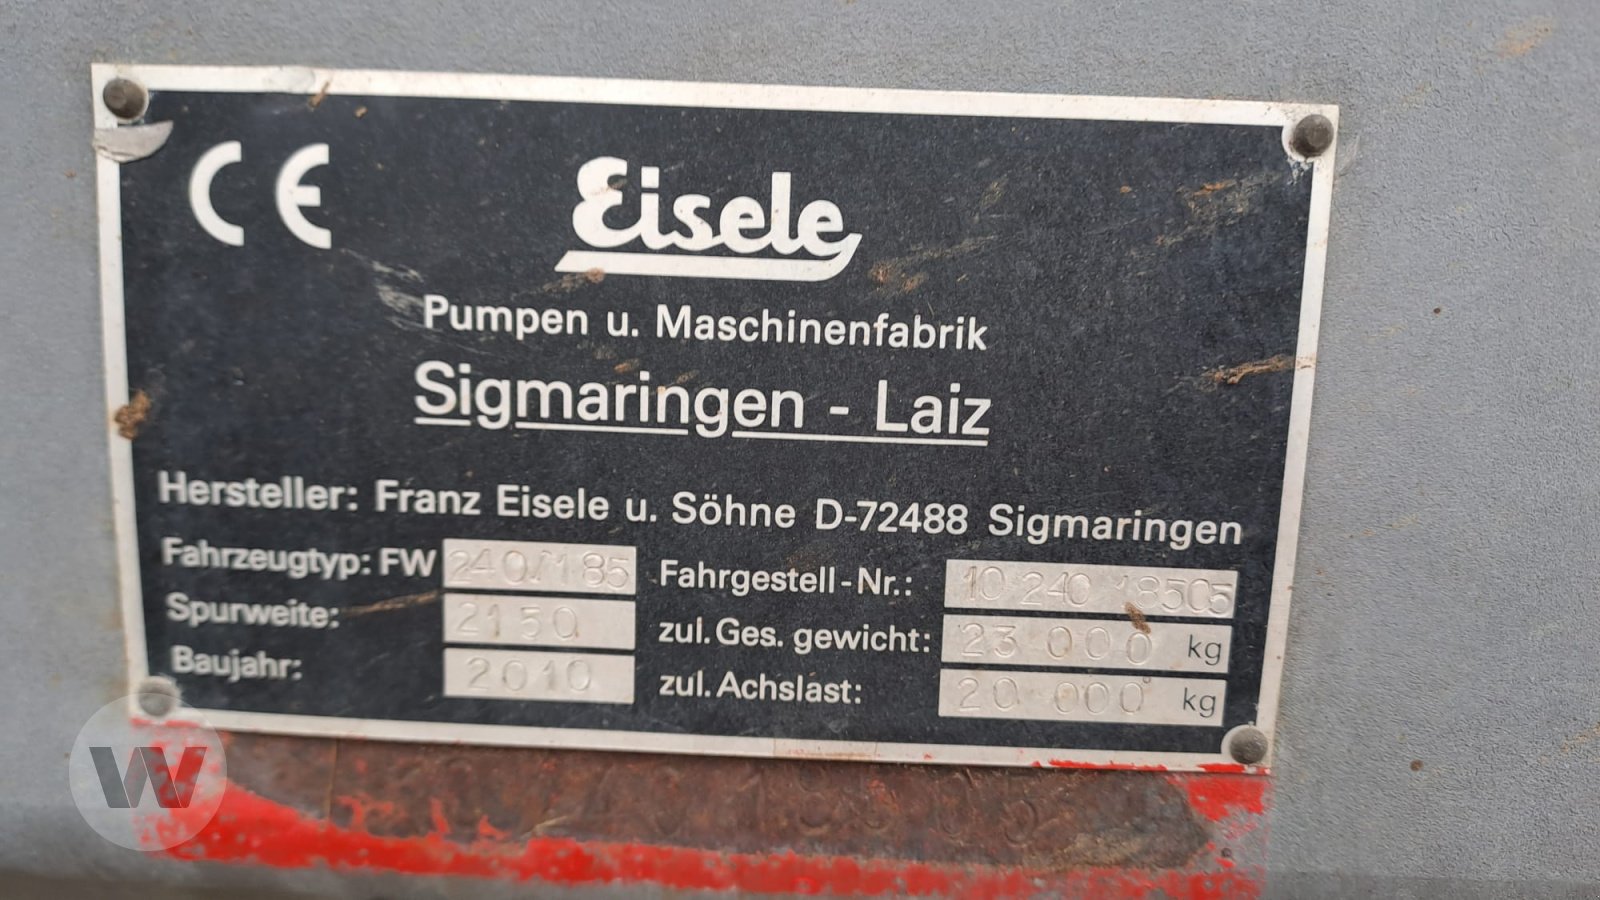 CE
Eisele
Pumpen u. Maschinenfabrik
Sigmaringen - Laiz
Hersteller: Franz Eisele u. Söhne D-72488 Sigmaringen
Fahrzeugtyp: FW 240/185 Fahrgestell-Nr.: 10 240 18505
Spurweite: 2150 zul. Ges. gewicht: 23 000 kg
Baujahr: 2010 zul. Achslast: 20 000 kg
W